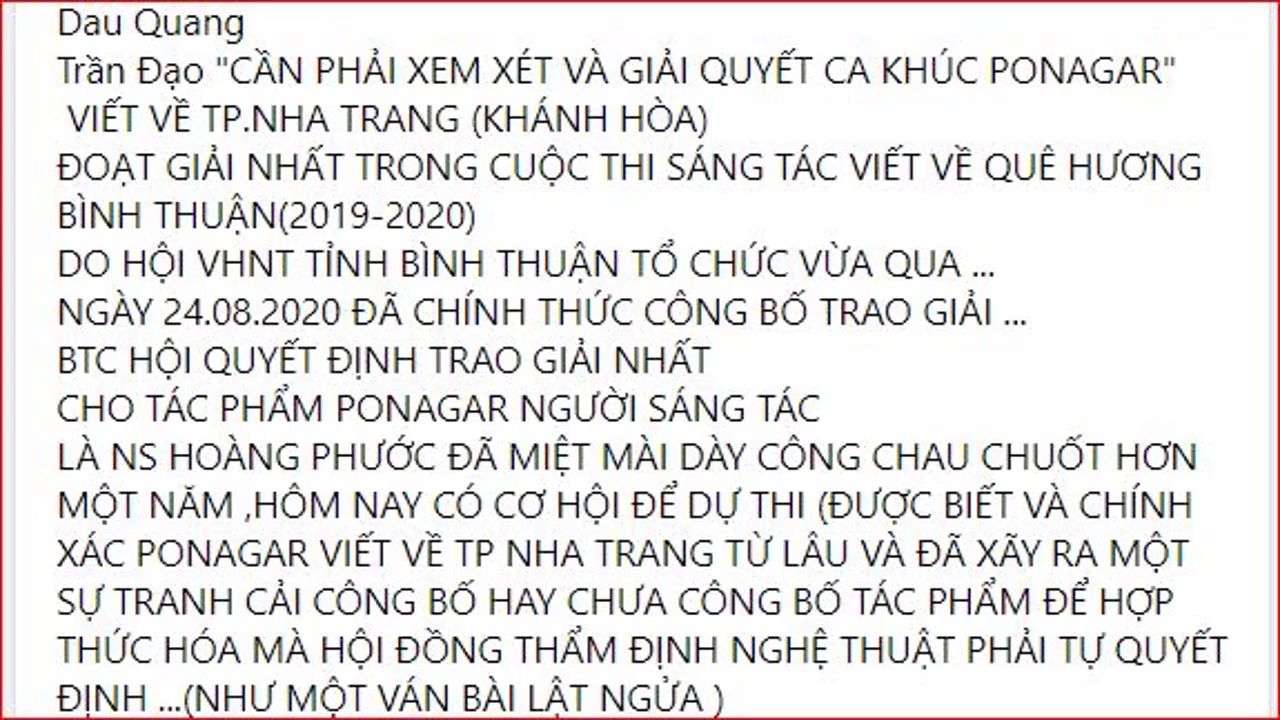 Dau Quang
Trần Đạo "CẦN PHẢI XEM XÉT VÀ GIẢI QUYẾT CA KHÚC PONAGAR"
VIẾT VỀ TP.NHA TRANG (KHÁNH HÒA)
ĐOẠT GIẢI NHẤT TRONG CUỘC THI SÁNG TÁC VIẾT VỀ QUÊ HƯƠNG
BÌNH THUẬN(2019-2020)
DO HỘI VHNT TỈNH BÌNH THUẬN TỔ CHỨC VỪA QUA ...
NGÀY 24.08.2020 ĐÃ CHÍNH THỨC CÔNG BỐ TRAO GIẢI ...
BTC HỘI QUYẾT ĐỊNH TRAO GIẢI NHẤT
CHO TÁC PHẨM PONAGAR NGƯỜI SÁNG TÁC
LÀ NS HOÀNG PHƯỚC ĐÃ MIỆT MÀI DÀY CÔNG CHAU CHUỐT HƠN
MỘT NĂM ,HÔM NAY CÓ CƠ HỘI ĐỂ DỰ THI (ĐƯỢC BIẾT VÀ CHÍNH
XÁC PONAGAR VIẾT VỀ TP NHA TRANG TỪ LÂU VÀ ĐÃ XÃY RA MỘT
SỰ TRANH CẢI CÔNG BỐ HAY CHƯA CÔNG BỐ TÁC PHẨM ĐỂ HỢP
THỨC HÓA MÀ HỘI ĐỒNG THẨM ĐỊNH NGHỆ THUẬT PHẢI TỰ QUYẾT
ĐỊNH ...(NHƯ MỘT VÁN BÀI LẬT NGỬA )